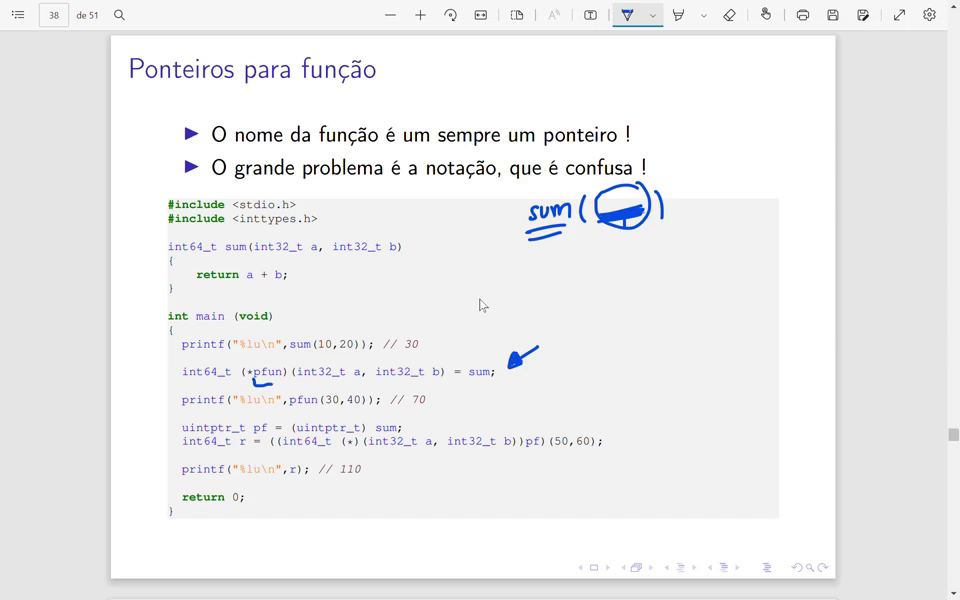 38 de 51
Ponteiros para função
O nome da função é um sempre um ponteiro !
O grande problema é a notação, que é confusa !
#include <stdio.h>
sum( )
#include <inttypes.h>
int64_t sum(int32_t a, int32_t b)
{
return a + b;
}
int main (void)
{
printf("%lu\n",sum(10,20)); // 30
int64_t (*pfun)(int32_t a, int32_t b) = sum;
printf("%lu\n",pfun(30,40)); // 70
uintptr_t pf = (uintptr_t) sum;
int64_t r = ((int64_t (*)(int32_t a, int32_t b))pf)(50,60);
printf("%lu\n",r); // 110
return 0;
}